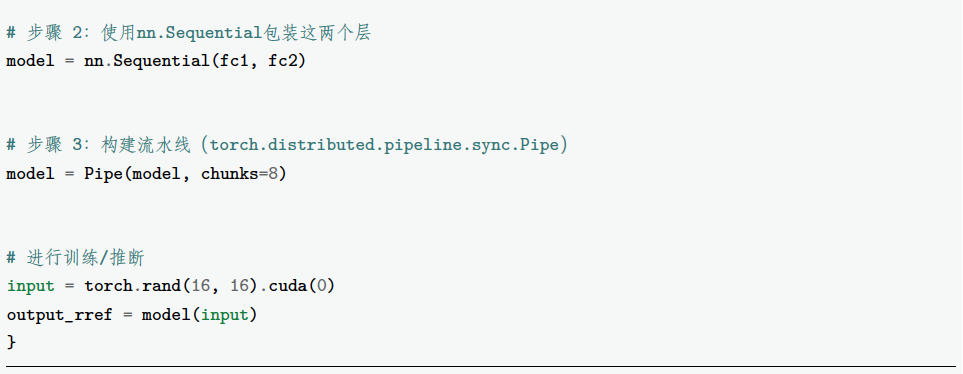 # 步骤 2: 使用nn.Sequential包装这两个层
model = nn.Sequential(fc1, fc2)
# 步骤 3: 构建流水线（torch.distributed.pipeline.sync.Pipe）
model = Pipe(model, chunks=8)
# 进行训练/推断
input = torch.rand(16, 16).cuda(0)
output_rref = model(input)
}